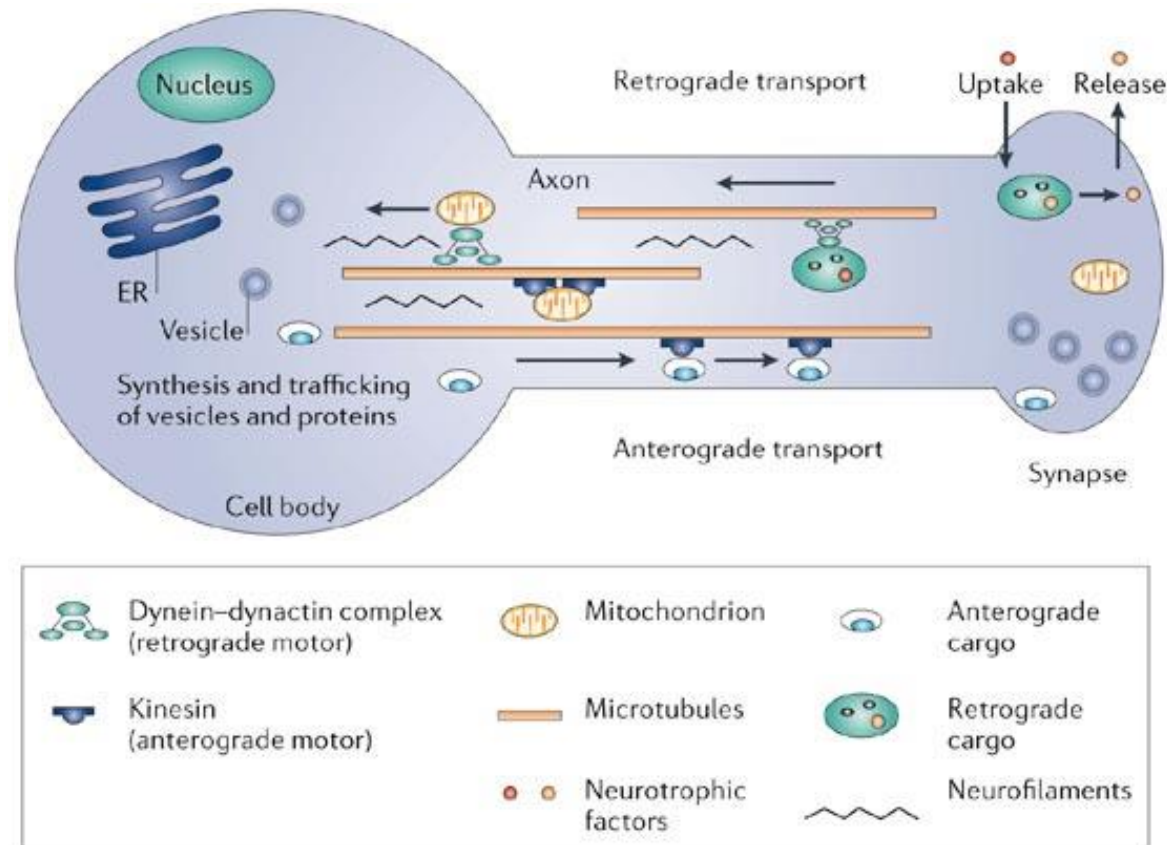 Nucleus
Retrograde transport
Uptake
Release
Axon
ER
Vesicle
Synthesis and trafficking
of vesicles and proteins
Anterograde transport
Synapse
Cell body
Dynein–dynactin complex
(retrograde motor)
Mitochondrion
Anterograde
cargo
Kinesin
(anterograde motor)
Microtubules
Retrograde
cargo
Neurotrophic
factors
Neurofilaments